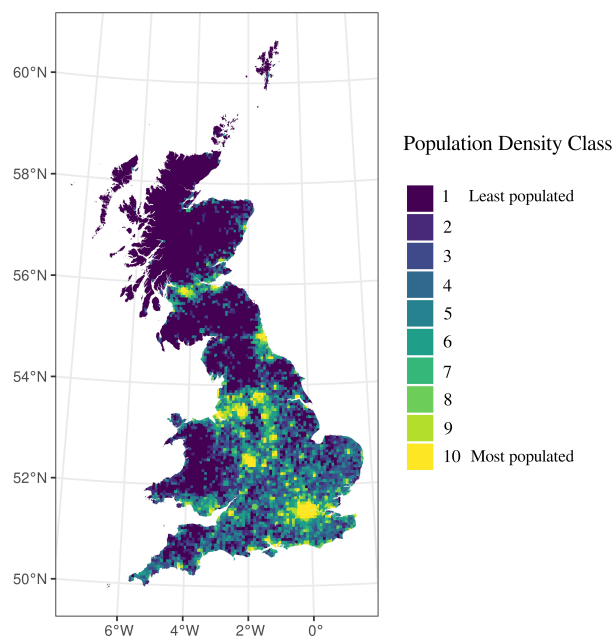 60°N
58°N
56°N
54°N
52°N
50°N
6°W 4°W 2°W 0°
Population Density Class
1 Least populated
2
3
4
5
6
7
8
9
10 Most populated